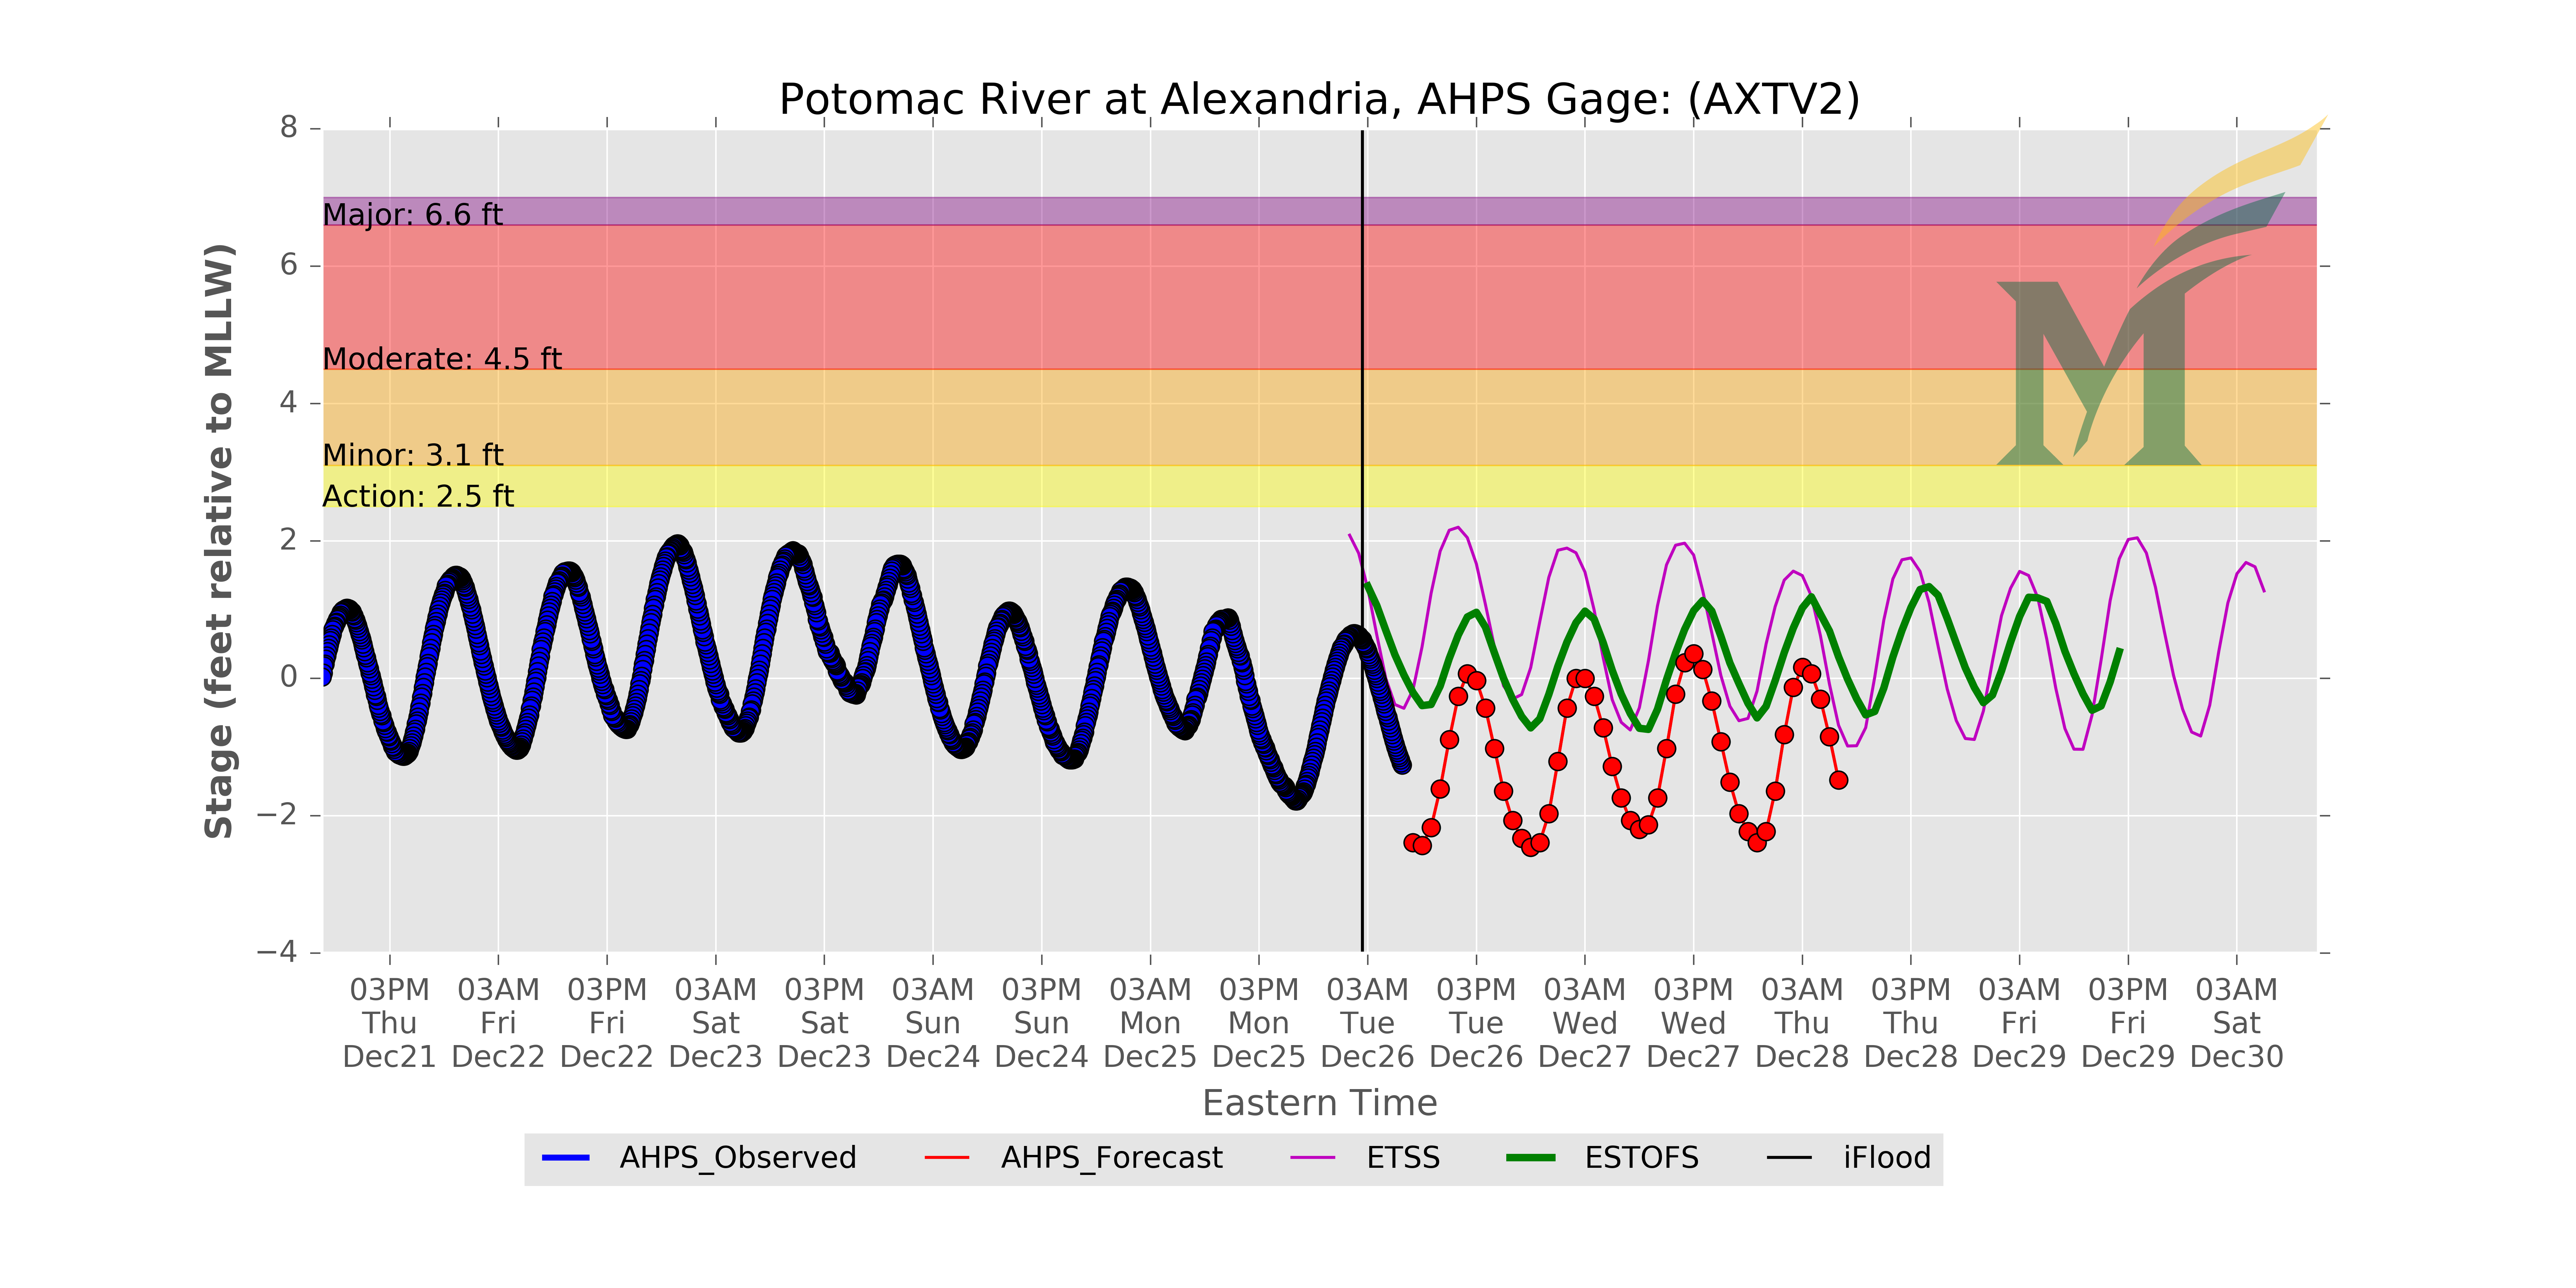 Potomac River at Alexandria, AHPS Gage: (AXTV2)
Stage (feet relative to MLLW)
8
6
4
2
0
−2
−4
Major: 6.6 ft
Moderate: 4.5 ft
Minor: 3.1 ft
Action: 2.5 ft
03PM 03AM 03PM 03AM 03PM 03AM 03PM 03AM 03PM 03AM 03PM 03AM 03PM 03AM 03PM 03AM 03PM 03AM
Thu Fri Fri Sat Sat Sun Sun Mon Mon Tue Tue Wed Wed Thu Thu Fri Fri Sat
Dec21 Dec22 Dec22 Dec23 Dec23 Dec24 Dec24 Dec25 Dec25 Dec26 Dec26 Dec27 Dec27 Dec28 Dec28 Dec29 Dec29 Dec30
Eastern Time
AHPS_Observed AHPS_Forecast ETSS ESTOFS iFlood